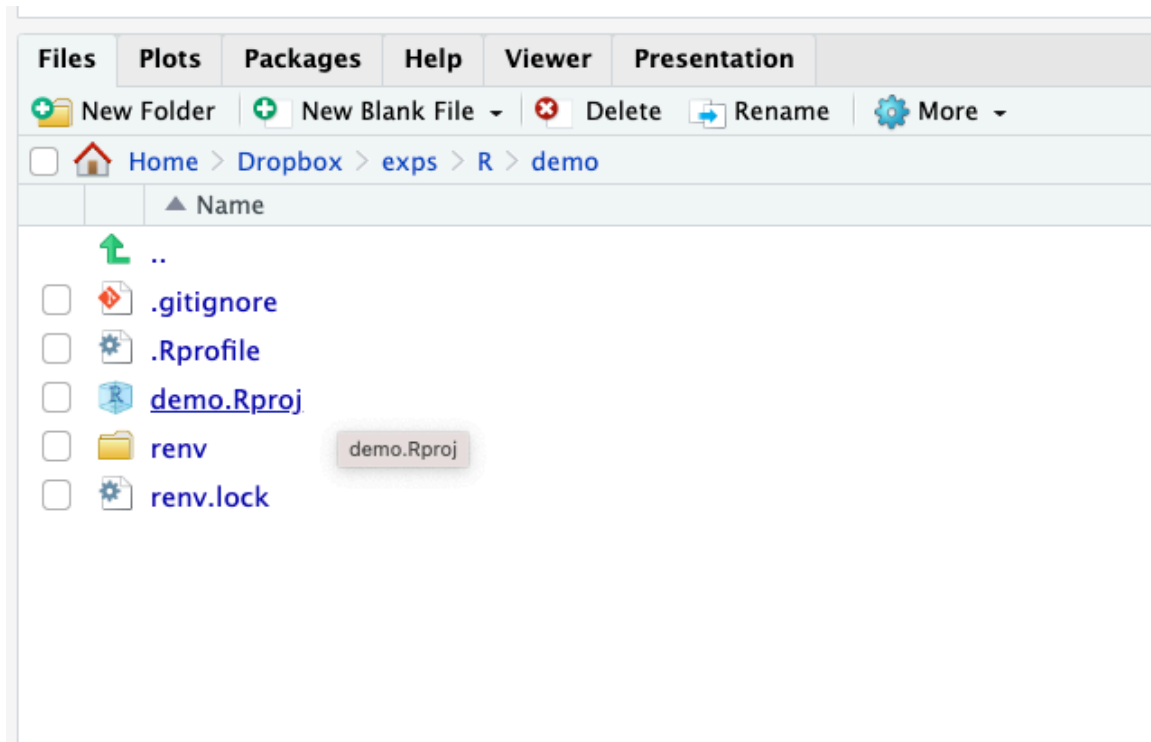 Files Plots Packages Help Viewer Presentation
New Folder New Blank File Delete Rename More
Home > Dropbox > exps > R > demo
Name
..
.gitignore
.Rprofile
demo.Rproj
renv demo.Rproj
renv.lock